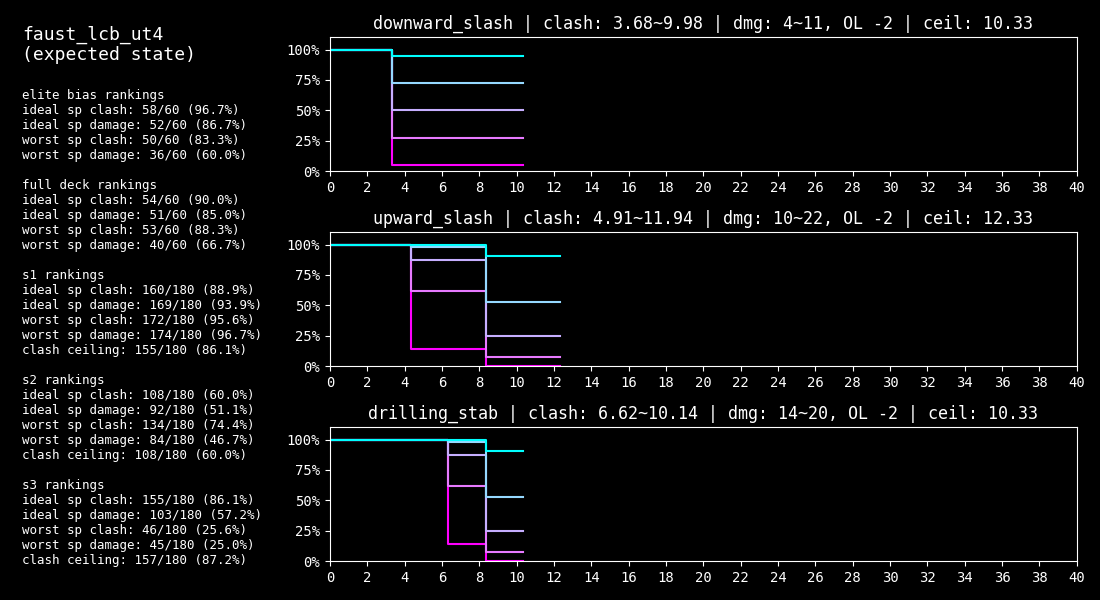 faust_lcb_ut4
(expected state)
elite bias rankings
ideal sp clash: 58/60 (96.7%)
ideal sp damage: 52/60 (86.7%)
worst sp clash: 50/60 (83.3%)
worst sp damage: 36/60 (60.0%)
full deck rankings
ideal sp clash: 54/60 (90.0%)
ideal sp damage: 51/60 (85.0%)
worst sp clash: 53/60 (88.3%)
worst sp damage: 40/60 (66.7%)
s1 rankings
ideal sp clash: 160/180 (88.9%)
ideal sp damage: 169/180 (93.9%)
worst sp clash: 172/180 (95.6%)
worst sp damage: 174/180 (96.7%)
clash ceiling: 155/180 (86.1%)
s2 rankings
ideal sp clash: 108/180 (60.0%)
ideal sp damage: 92/180 (51.1%)
worst sp clash: 134/180 (74.4%)
worst sp damage: 84/180 (46.7%)
clash ceiling: 108/180 (60.0%)
s3 rankings
ideal sp clash: 155/180 (86.1%)
ideal sp damage: 103/180 (57.2%)
worst sp clash: 46/180 (25.6%)
worst sp damage: 45/180 (25.0%)
clash ceiling: 157/180 (87.2%)
downward_slash | clash: 3.68~9.98 | dmg: 4~11, OL -2 | ceil: 10.33
100%
75%
50%
25%
0%
0 2 4 6 8 10 12 14 16 18 20 22 24 26 28 30 32 34 36 38 40
upward_slash | clash: 4.91~11.94 | dmg: 10~22, OL -2 | ceil: 12.33
100%
75%
50%
25%
0%
0 2 4 6 8 10 12 14 16 18 20 22 24 26 28 30 32 34 36 38 40
drilling_stab | clash: 6.62~10.14 | dmg: 14~20, OL -2 | ceil: 10.33
100%
75%
50%
25%
0%
0 2 4 6 8 10 12 14 16 18 20 22 24 26 28 30 32 34 36 38 40